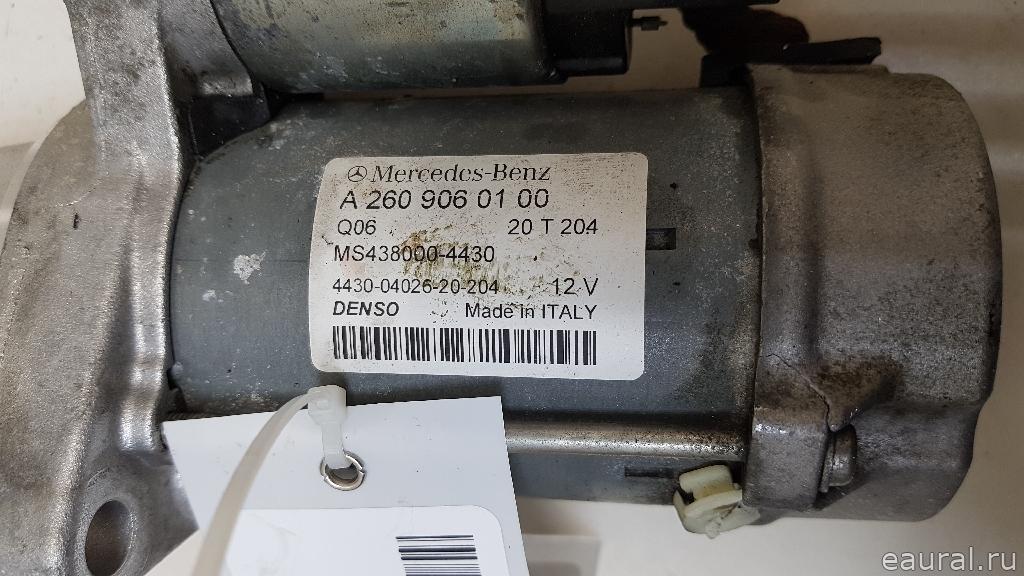 Mercedes-Benz
A 260 906 01 00
Q06 20 T 204
MS438000-4430
4430-04026-20-204 12 V
DENSO Made in ITALY
eaural.ru